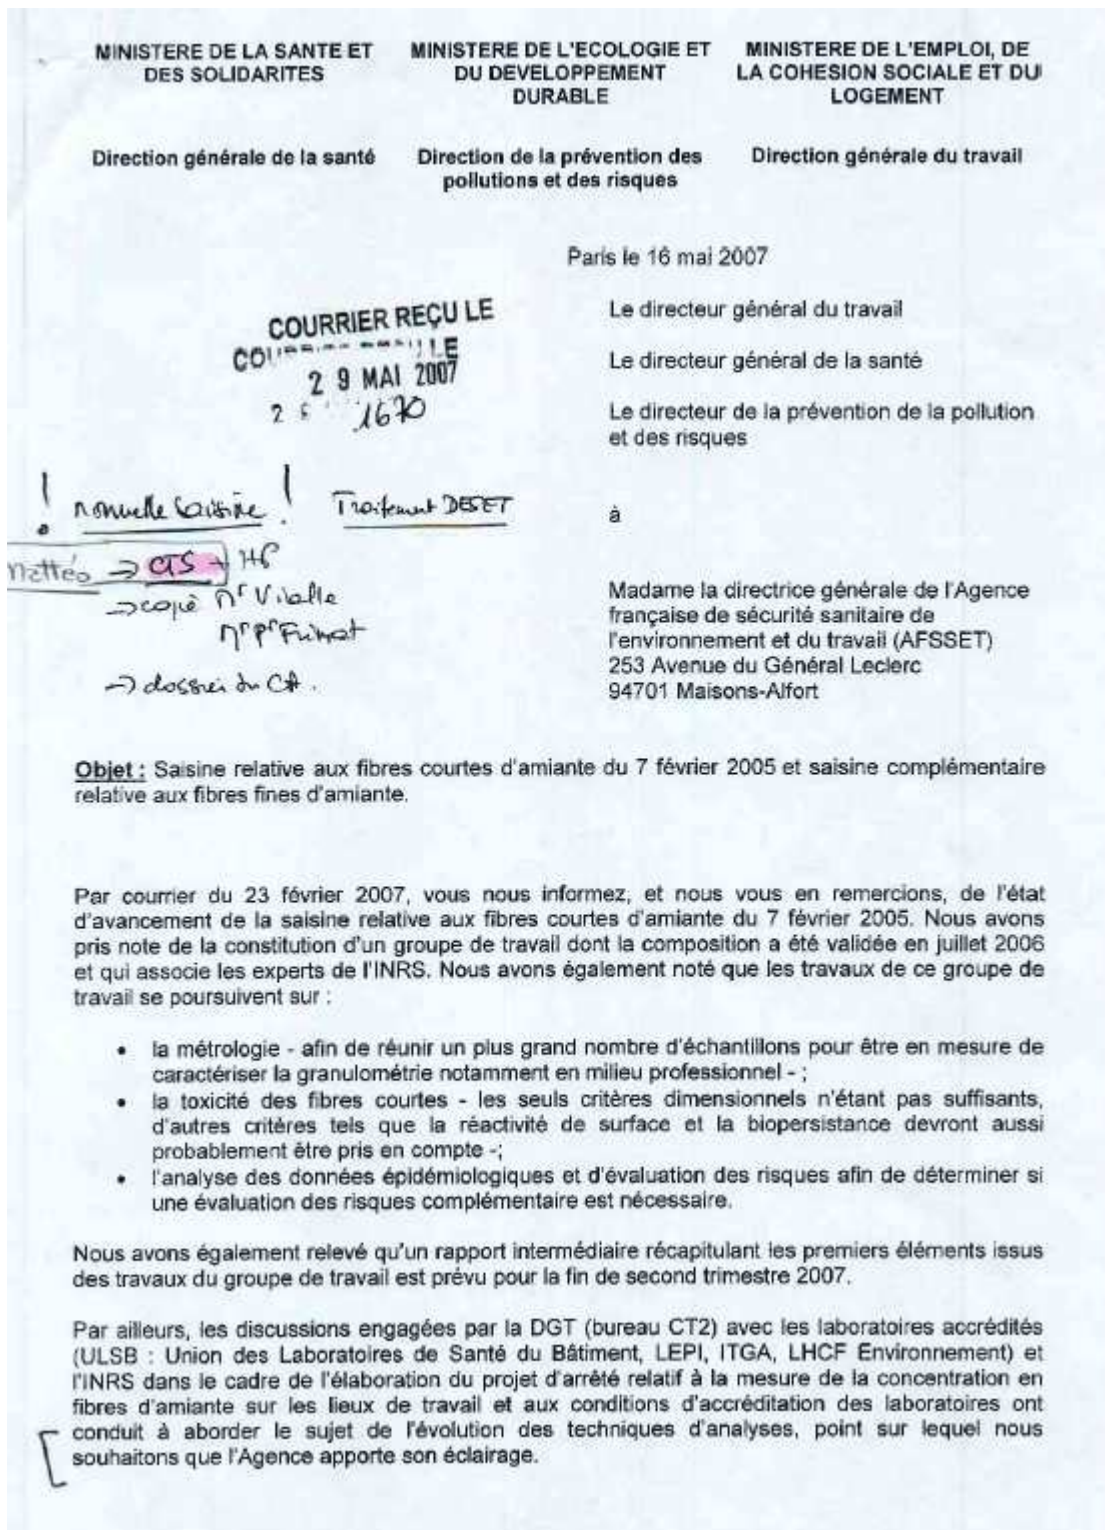 MINISTERE DE LA SANTE ET
DES SOLIDARITES
MINISTERE DE L'ECOLOGIE ET
DU DEVELOPPEMENT
DURABLE
MINISTERE DE L'EMPLOI, DE
LA COHESION SOCIALE ET DU
LOGEMENT
Direction générale de la santé
Direction de la prévention des
pollutions et des risques
Direction générale du travail
Paris le 16 mai 2007
COURRIER REÇU LE
29 MAI 2007
1670
Le directeur général du travail
Le directeur général de la santé
Le directeur de la prévention de la pollution
et des risques
! nouvelle saisine !
Traitement DESET
mettéo → CTS + HP
→ copie Mr Vialle
Mr Pr Frimat
→ dossier du CA.
à
Madame la directrice générale de l'Agence
française de sécurité sanitaire de
l'environnement et du travail (AFSSET)
253 Avenue du Général Leclerc
94701 Maisons-Alfort
Objet : Saisine relative aux fibres courtes d'amiante du 7 février 2005 et saisine complémentaire
relative aux fibres fines d'amiante.
Par courrier du 23 février 2007, vous nous informez, et nous vous en remercions, de l'état
d'avancement de la saisine relative aux fibres courtes d'amiante du 7 février 2005. Nous avons
pris note de la constitution d'un groupe de travail dont la composition a été validée en juillet 2006
et qui associe les experts de l'INRS. Nous avons également noté que les travaux de ce groupe de
travail se poursuivent sur :
• la métrologie - afin de réunir un plus grand nombre d'échantillons pour être en mesure de
caractériser la granulométrie notamment en milieu professionnel - ;
• la toxicité des fibres courtes - les seuls critères dimensionnels n'étant pas suffisants,
d'autres critères tels que la réactivité de surface et la biopersistance devront aussi
probablement être pris en compte -;
• l'analyse des données épidémiologiques et d'évaluation des risques afin de déterminer si
une évaluation des risques complémentaire est nécessaire.
Nous avons également relevé qu'un rapport intermédiaire récapitulant les premiers éléments issus
des travaux du groupe de travail est prévu pour la fin de second trimestre 2007.
Par ailleurs, les discussions engagées par la DGT (bureau CT2) avec les laboratoires accrédités
(ULSB : Union des Laboratoires de Santé du Bâtiment, LEPI, ITGA, LHCF Environnement) et
l'INRS dans le cadre de l'élaboration du projet d'arrêté relatif à la mesure de la concentration en
fibres d'amiante sur les lieux de travail et aux conditions d'accréditation des laboratoires ont
conduit à aborder le sujet de l'évolution des techniques d'analyses, point sur lequel nous
souhaitons que l'Agence apporte son éclairage.